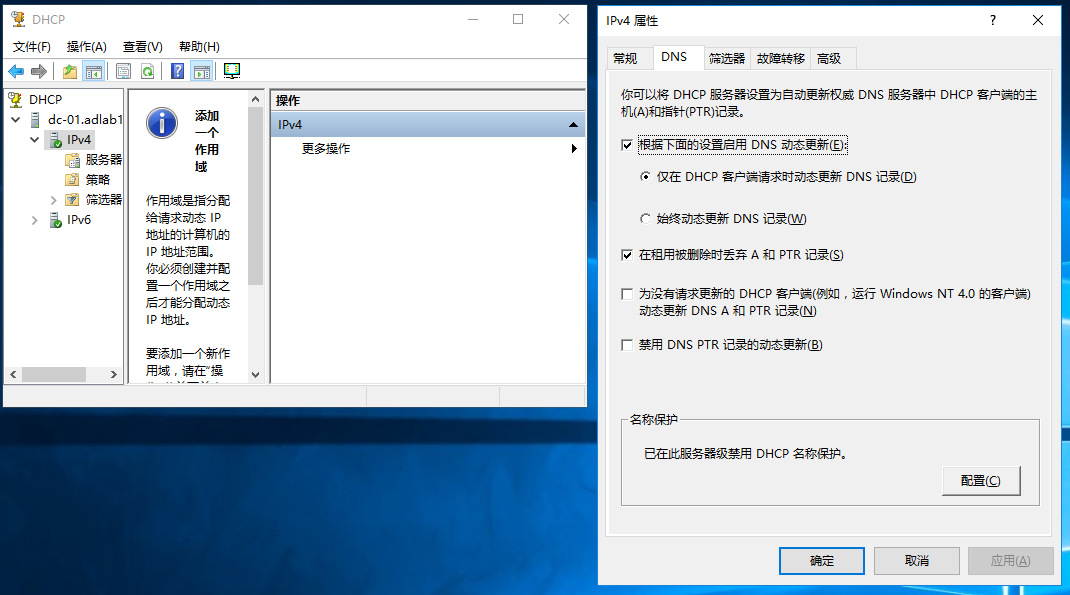 DHCP
文件(F) 操作(A) 查看(V) 帮助(H)
DHCP
dc-01.adlab1
IPv4
服务器
策略
筛选器
IPv6
添加
一个
作用
域
作用域是指分配
给请求动态 IP
地址的计算机的
IP 地址范围。
你必须创建并配
置一个作用域之
后才能分配动态
IP 地址。
要添加一个新作
用域，请在"操
操作
IPv4
更多操作
IPv4 属性
常规 DNS 筛选器 故障转移 高级
你可以将 DHCP 服务器设置为自动更新权威 DNS 服务器中 DHCP 客户端的主
机(A)和指针(PTR)记录。
根据下面的设置启用 DNS 动态更新(E):
仅在 DHCP 客户端请求时动态更新 DNS 记录(D)
始终动态更新 DNS 记录(W)
在租用被删除时丢弃 A 和 PTR 记录(S)
为没有请求更新的 DHCP 客户端(例如，运行 Windows NT 4.0 的客户端)
动态更新 DNS A 和 PTR 记录(N)
禁用 DNS PTR 记录的动态更新(B)
名称保护
已在此服务器级禁用 DHCP 名称保护。
配置(C)
确定 取消 应用(A)